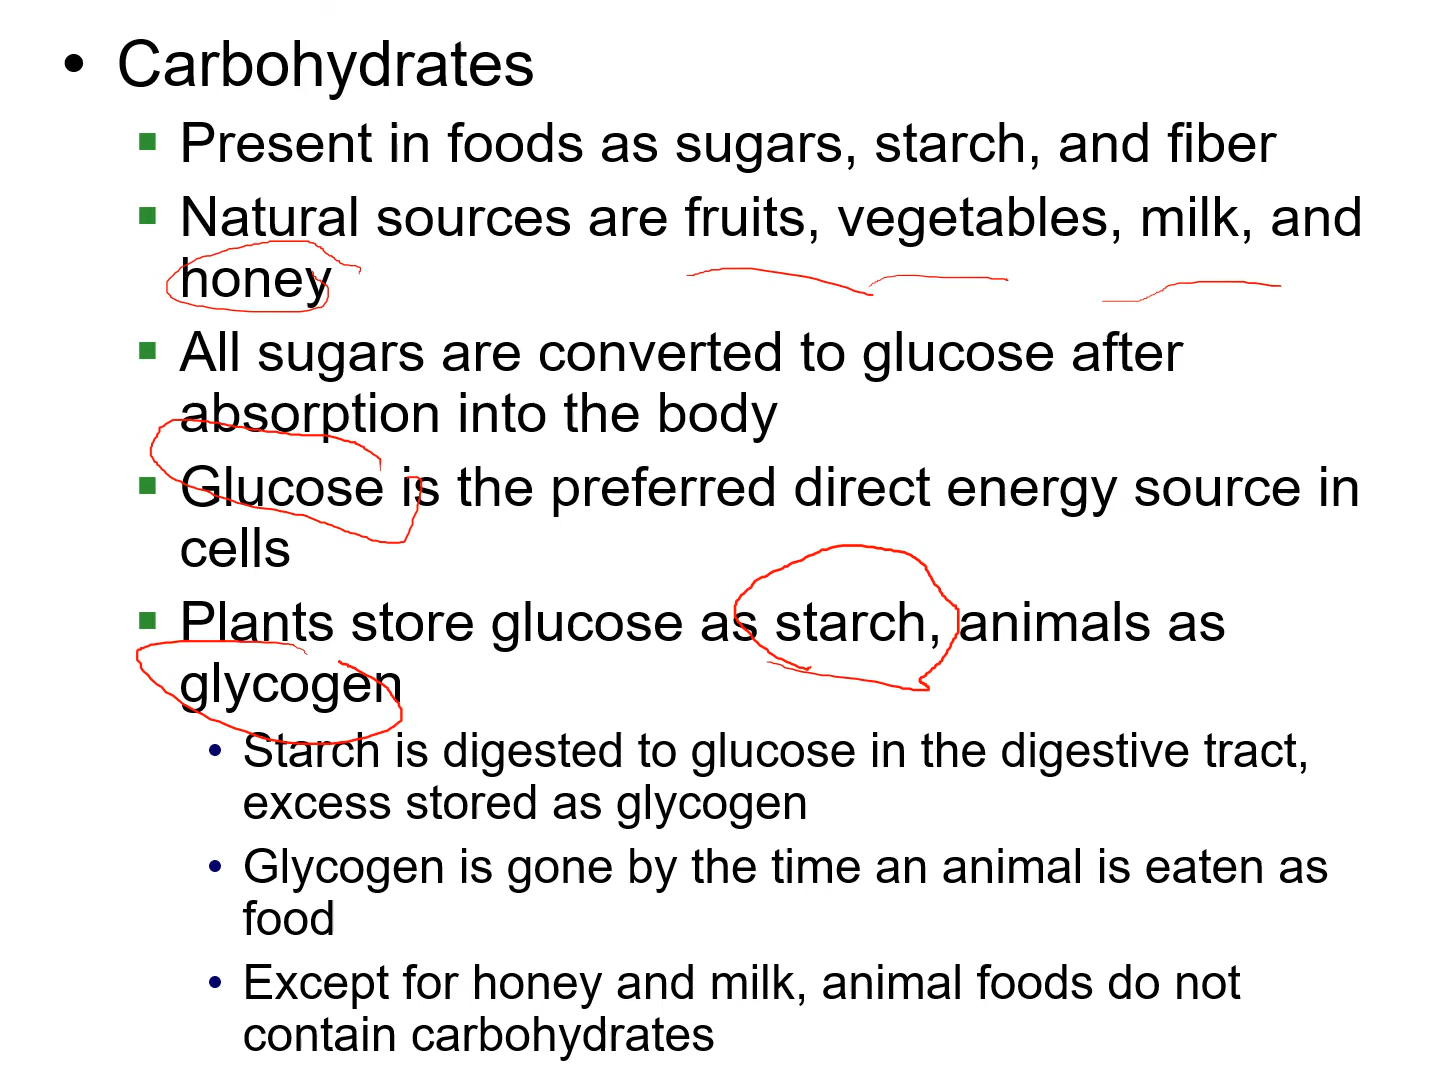 • Carbohydrates
▪ Present in foods as sugars, starch, and fiber
▪ Natural sources are fruits, vegetables, milk, and
honey
▪ All sugars are converted to glucose after
absorption into the body
▪ Glucose is the preferred direct energy source in
cells
▪ Plants store glucose as starch, animals as
glycogen
• Starch is digested to glucose in the digestive tract,
excess stored as glycogen
• Glycogen is gone by the time an animal is eaten as
food
• Except for honey and milk, animal foods do not
contain carbohydrates